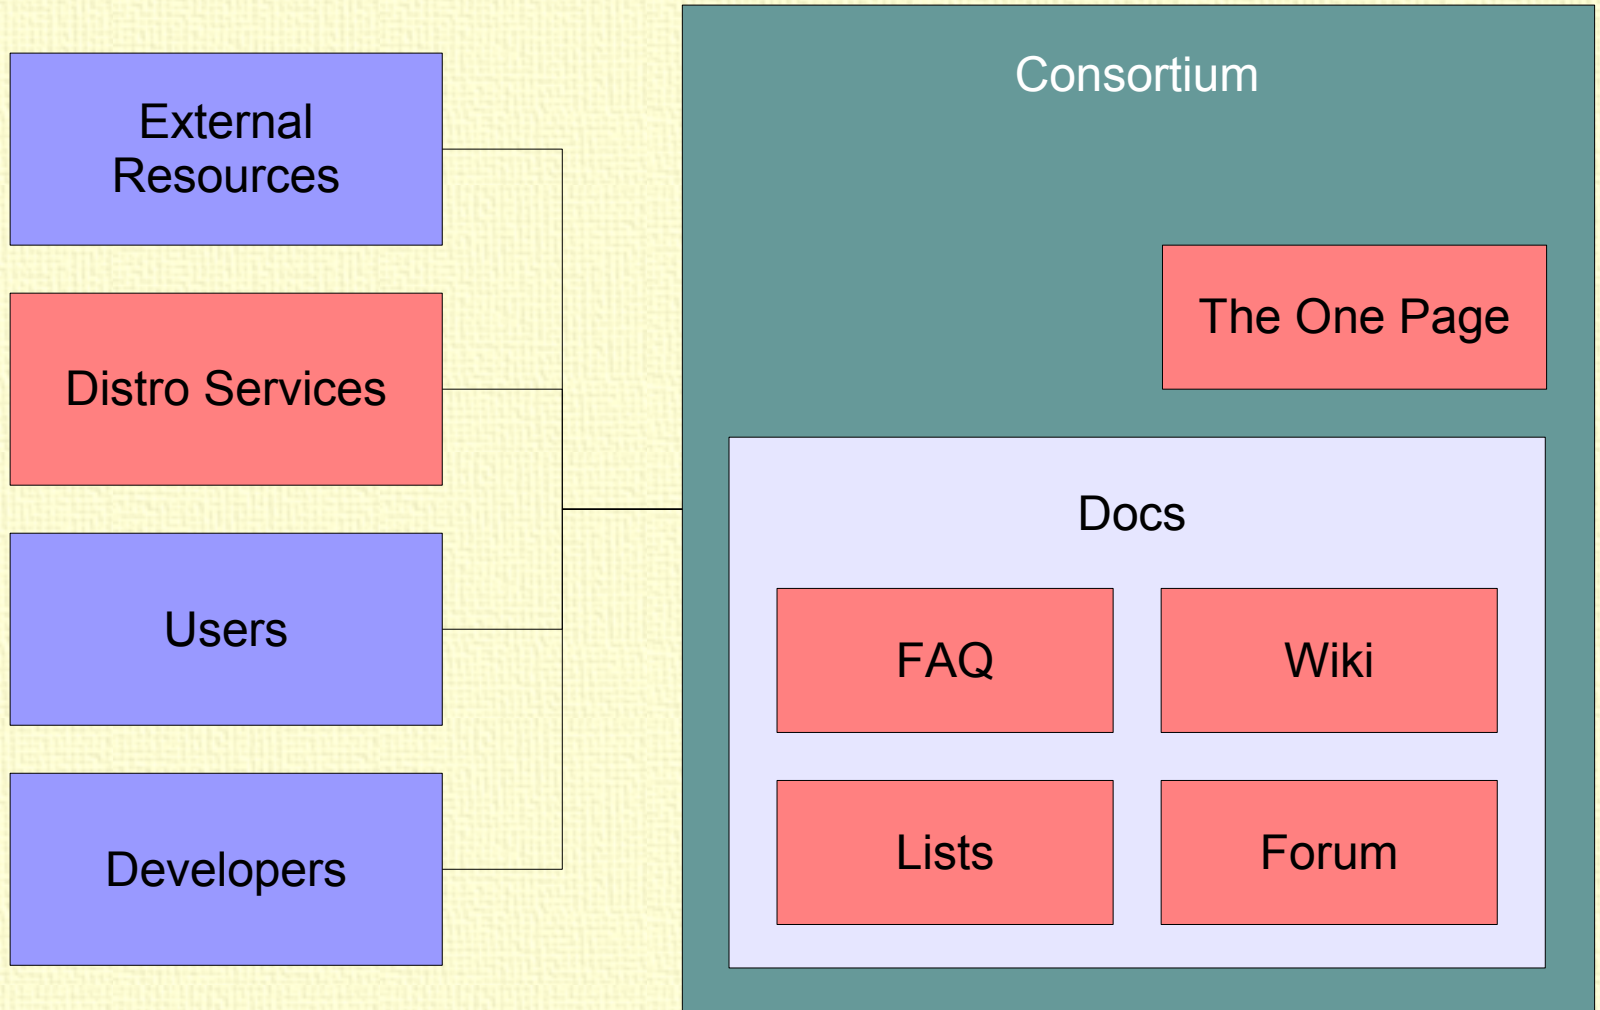 External
Resources
Distro Services
Users
Developers
Consortium
The One Page
Docs
FAQ
Wiki
Lists
Forum